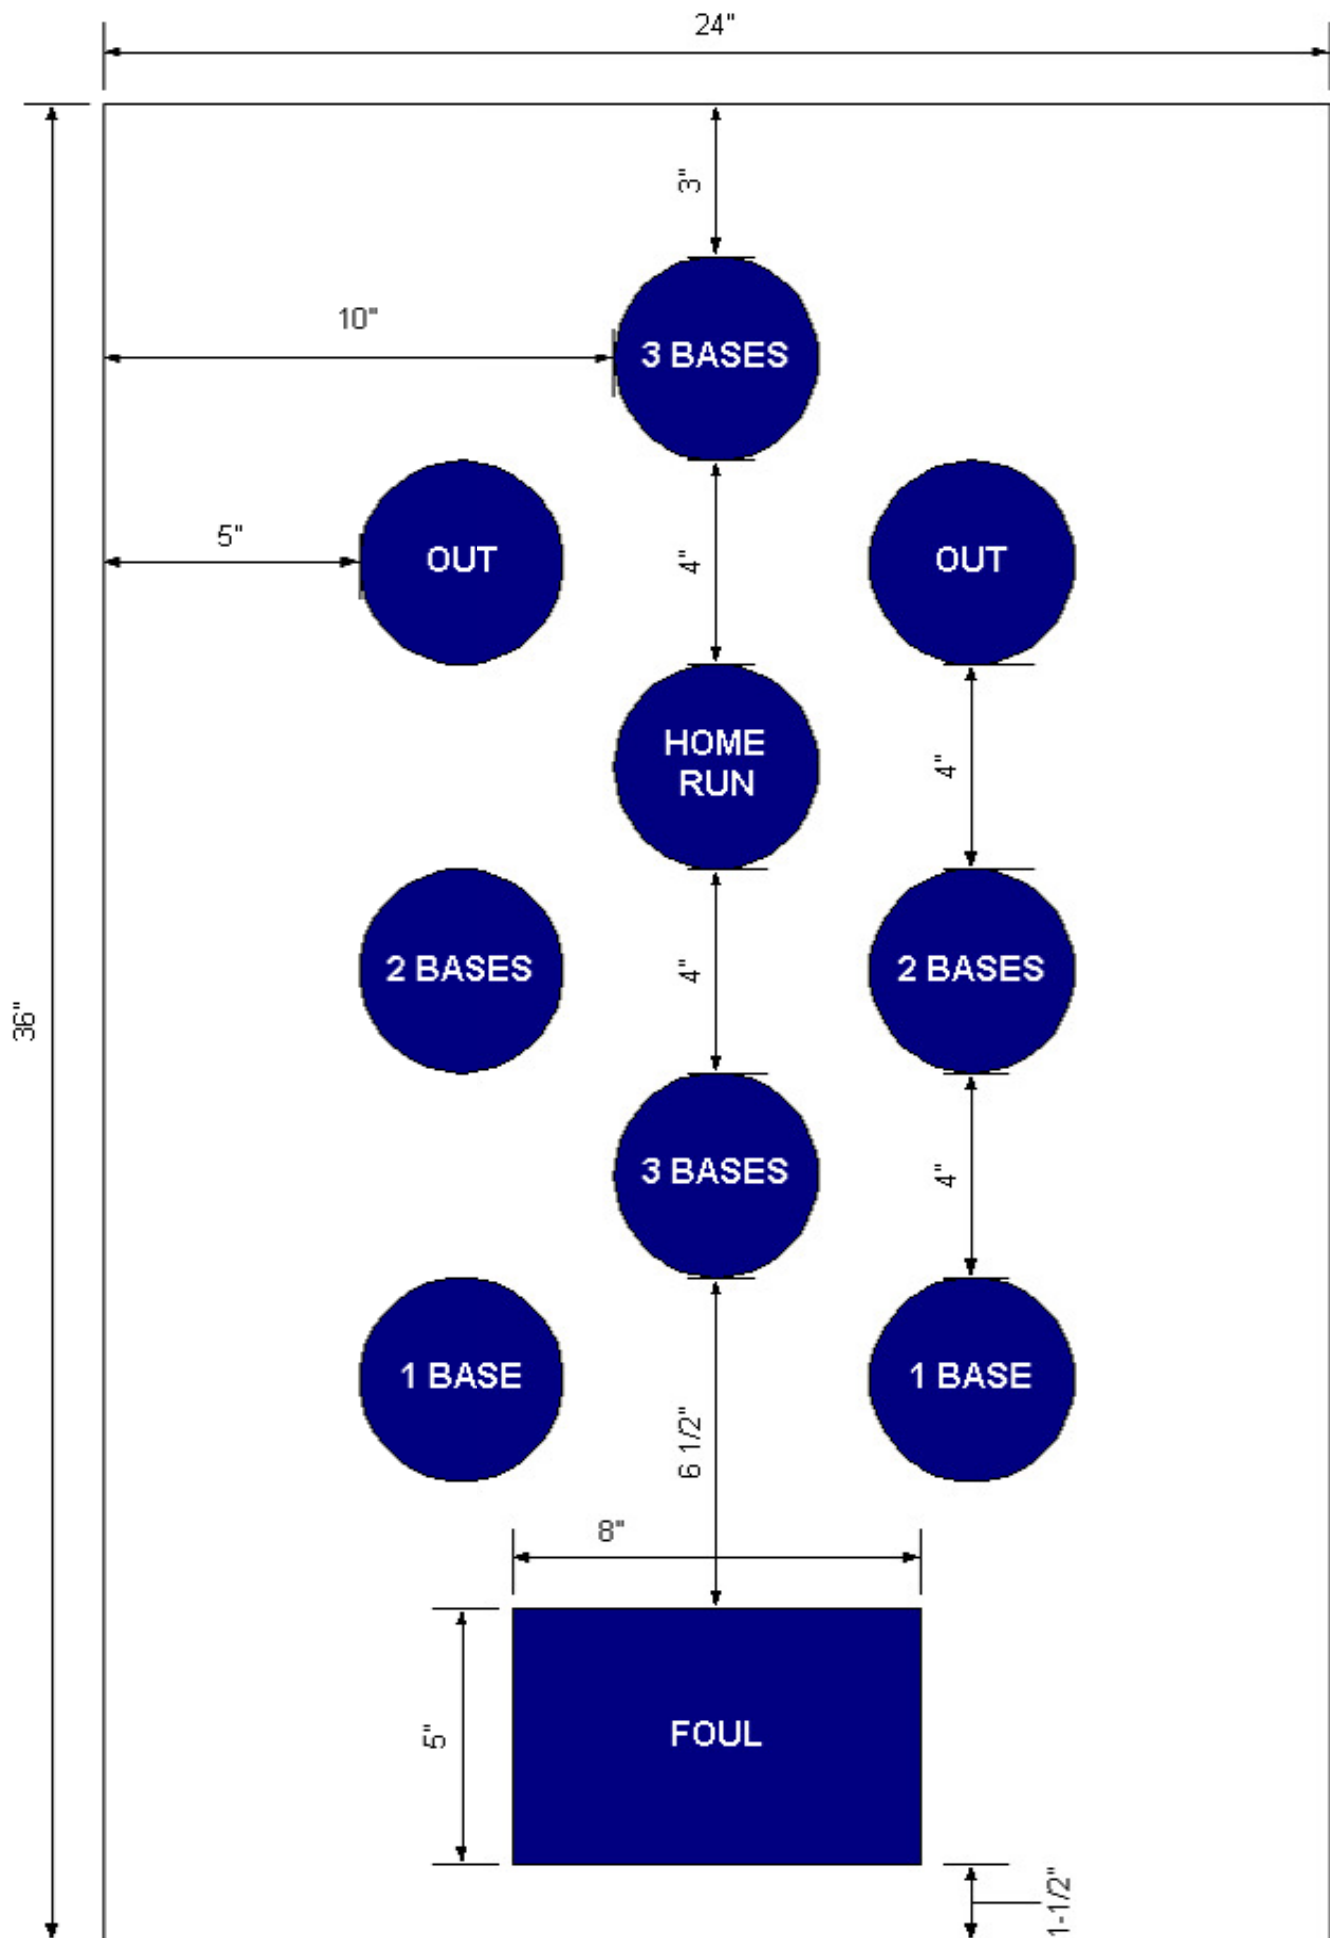 24"
3"
10"
3 BASES
5"
OUT
4"
OUT
HOME
RUN
4"
2 BASES
4"
2 BASES
36"
3 BASES
4"
1 BASE
1 BASE
6 1/2"
8"
5"
FOUL
1-1/2"